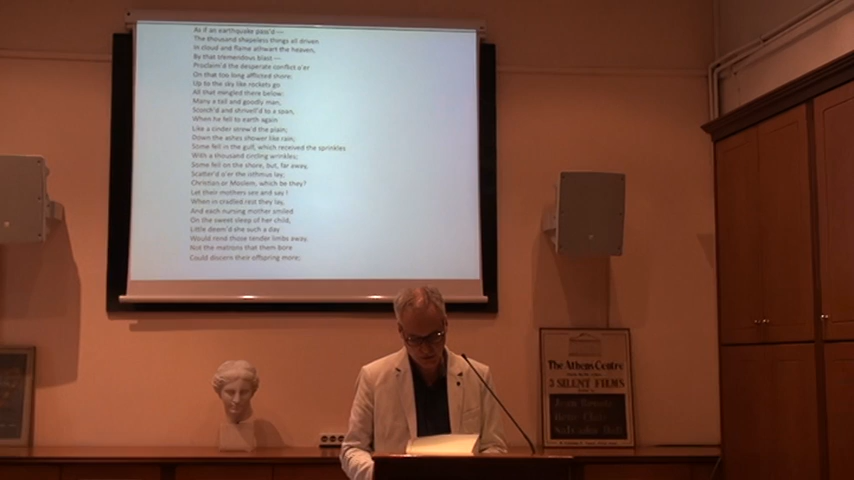 As if an earthquake pass'd —
The thousand shapeless things all driven
In cloud and flame athwart the heaven,
By that tremendous blast —
Proclaim'd the desperate conflict o'er
On that too long afflicted shore:
Up to the sky like rockets go
All that mingled there below:
Many a tall and goodly man,
Scorch'd and shrivell'd to a span,
When he fell to earth again
Like a cinder strew'd the plain;
Down the ashes shower like rain;
Some fell in the gulf, which received the sprinkles
With a thousand circling wrinkles;
Some fell on the shore, but, far away,
Scatter'd o'er the isthmus lay;
Christian or Moslem, which be they?
Let their mothers see and say !
When in cradled rest they lay,
And each nursing mother smiled
On the sweet sleep of her child,
Little deem'd she such a day
Would rend those tender limbs away.
Not the matrons that them bore
Could discern their offspring more;
The Athens Centre
3 SILENT FILMS